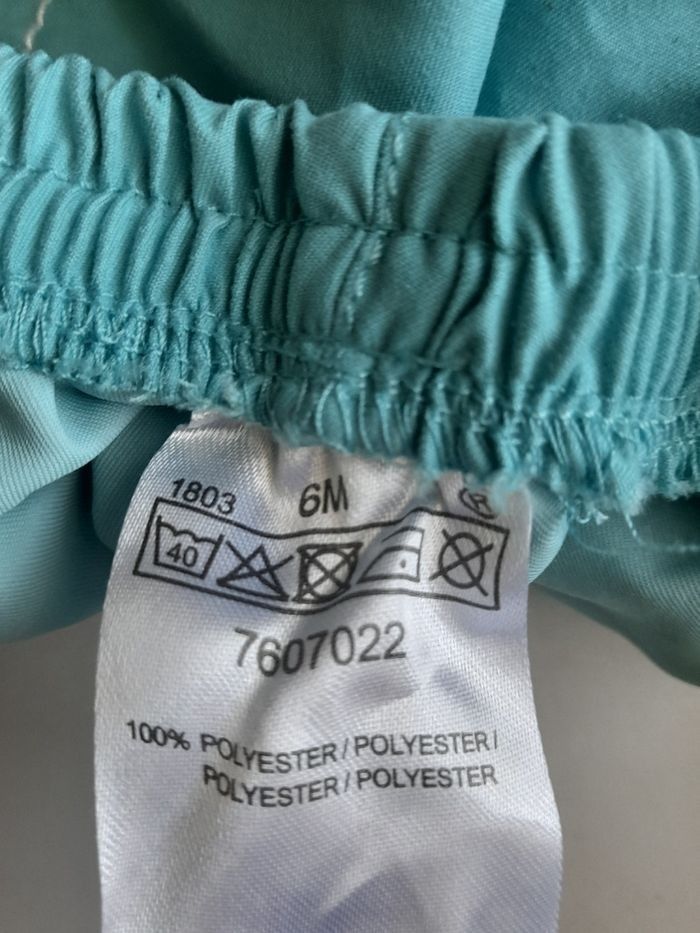 1803 6M ®
40
7607022
100% POLYESTER / POLYESTER /
POLYESTER / POLYESTER